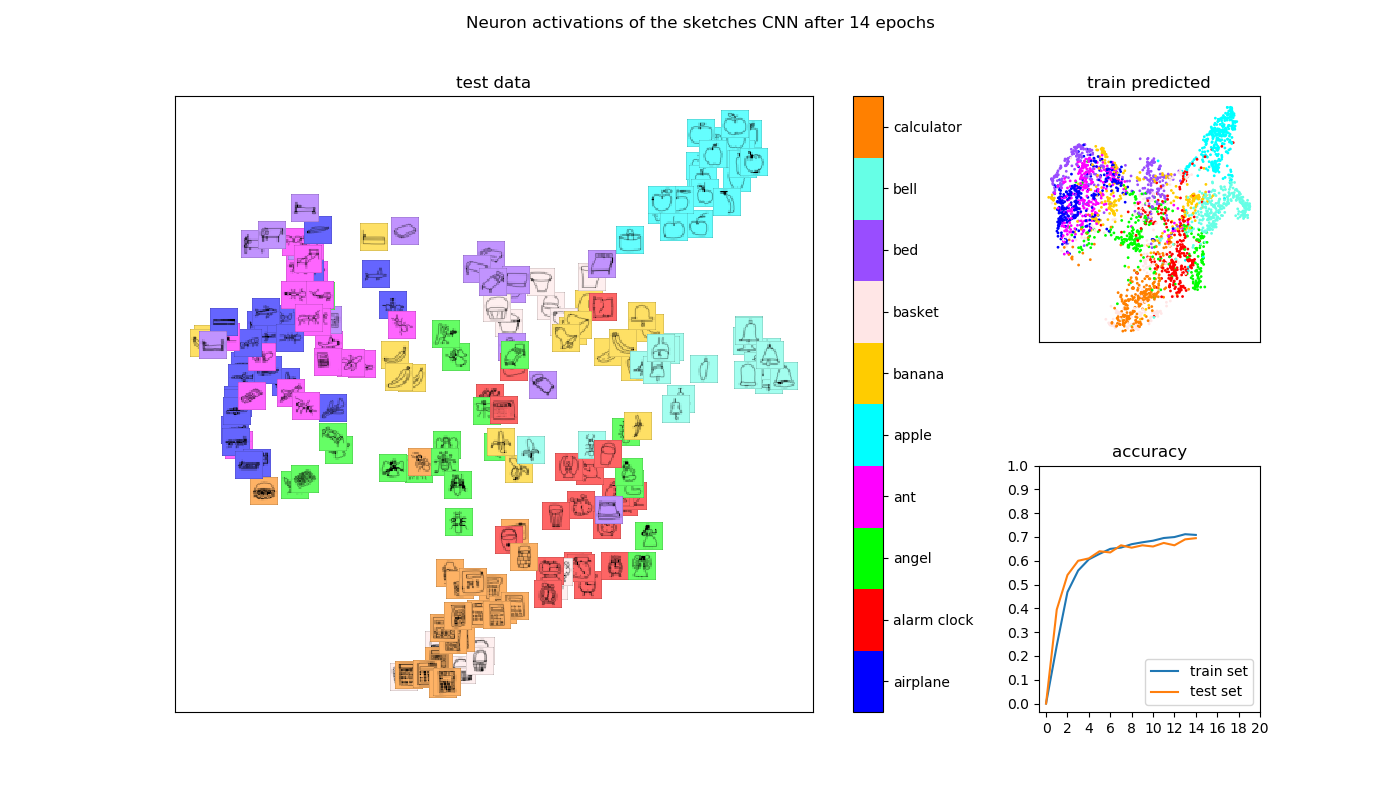 Neuron activations of the sketches CNN after 14 epochs
test data
calculator
bell
bed
basket
banana
apple
ant
angel
alarm clock
airplane
train predicted
accuracy
1.0
0.9
0.8
0.7
0.6
0.5
0.4
0.3
0.2
0.1
0.0
train set
test set
0 2 4 6 8 10 12 14 16 18 20